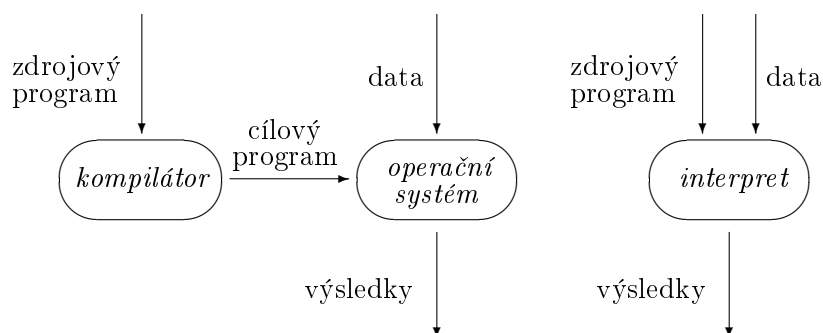 zdrojový
program
data
zdrojový
program
data
cílový
program
kompilátor
operační
systém
interpret
výsledky
výsledky